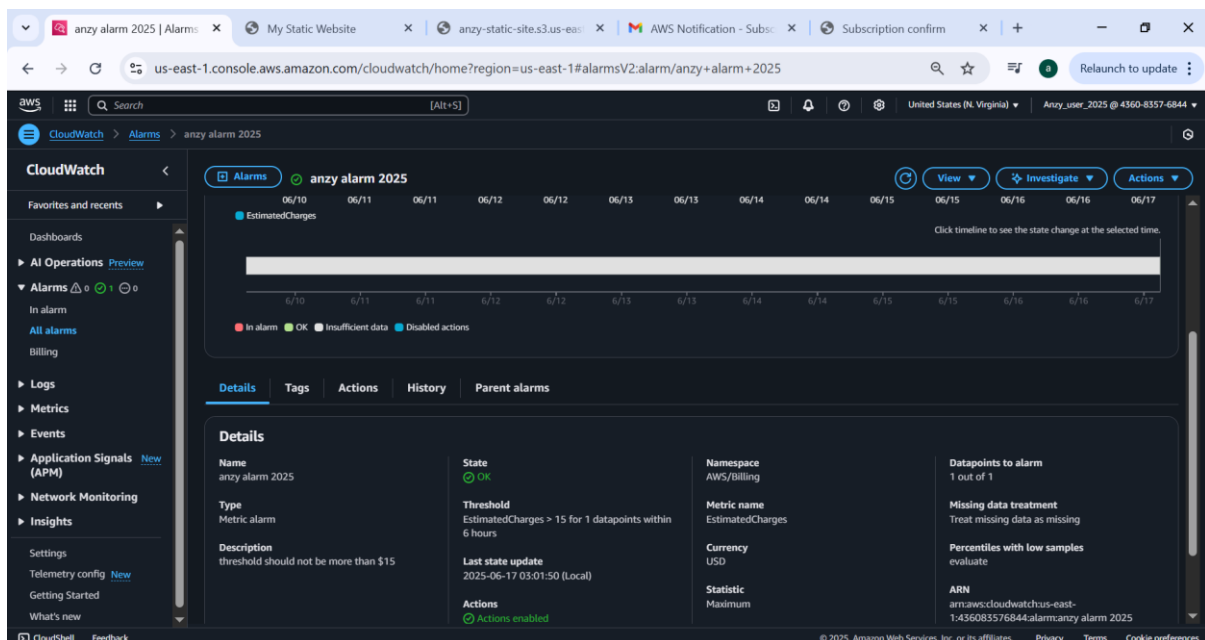 anzy alarm 2025 | Alarms
My Static Website
anzy-static-site.s3.us-eas
AWS Notification - Subsc
Subscription confirm
us-east-1.console.aws.amazon.com/cloudwatch/home?region=us-east-1#alarmsV2:alarm/anzy+alarm+2025
a
Relaunch to update
aws
Search
[Alt+S]
United States (N. Virginia)
Anzy_user_2025 @ 4360-8357-6844
CloudWatch > Alarms > anzy alarm 2025
CloudWatch
Favorites and recents
Dashboards
AI Operations Preview
Alarms 0 1 0
In alarm
All alarms
Billing
Logs
Metrics
Events
Application Signals New
(APM)
Network Monitoring
Insights
Settings
Telemetry config New
Getting Started
What's new
Alarms
anzy alarm 2025
View
Investigate
Actions
06/10 06/11 06/11 06/12 06/12 06/13 06/13 06/14 06/14 06/15 06/15 06/16 06/16 06/17
EstimatedCharges
Click timeline to see the state change at the selected time.
6/10 6/11 6/11 6/12 6/12 6/13 6/13 6/14 6/14 6/15 6/15 6/16 6/16 6/17
In alarm OK Insufficient data Disabled actions
Details Tags Actions History Parent alarms
Details
Name
anzy alarm 2025
Type
Metric alarm
Description
threshold should not be more than $15
State
OK
Threshold
EstimatedCharges > 15 for 1 datapoints within
6 hours
Last state update
2025-06-17 03:01:50 (Local)
Actions
Actions enabled
Namespace
AWS/Billing
Metric name
EstimatedCharges
Currency
USD
Statistic
Maximum
Datapoints to alarm
1 out of 1
Missing data treatment
Treat missing data as missing
Percentiles with low samples
evaluate
ARN
arn:aws:cloudwatch:us-east-
1:436083576844:alarm:anzy alarm 2025
CloudShell Feedback
© 2025, Amazon Web Services, Inc. or its affiliates. Privacy Terms Cookie preferences